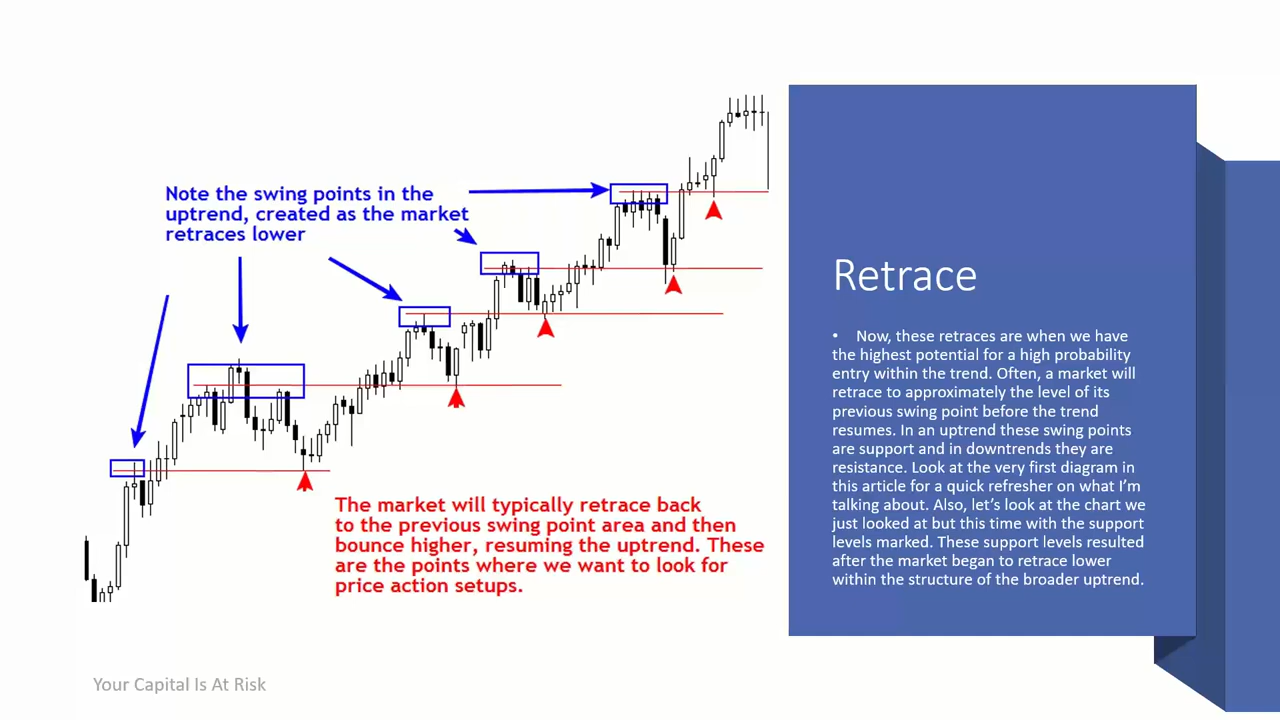 Note the swing points in the
uptrend, created as the market
retraces lower
The market will typically retrace back
to the previous swing point area and then
bounce higher, resuming the uptrend. These
are the points where we want to look for
price action setups.
Retrace
• Now, these retraces are when we have
the highest potential for a high probability
entry within the trend. Often, a market will
retrace to approximately the level of its
previous swing point before the trend
resumes. In an uptrend these swing points
are support and in downtrends they are
resistance. Look at the very first diagram in
this article for a quick refresher on what I’m
talking about. Also, let’s look at the chart we
just looked at but this time with the support
levels marked. These support levels resulted
after the market began to retrace lower
within the structure of the broader uptrend.
Your Capital Is At Risk